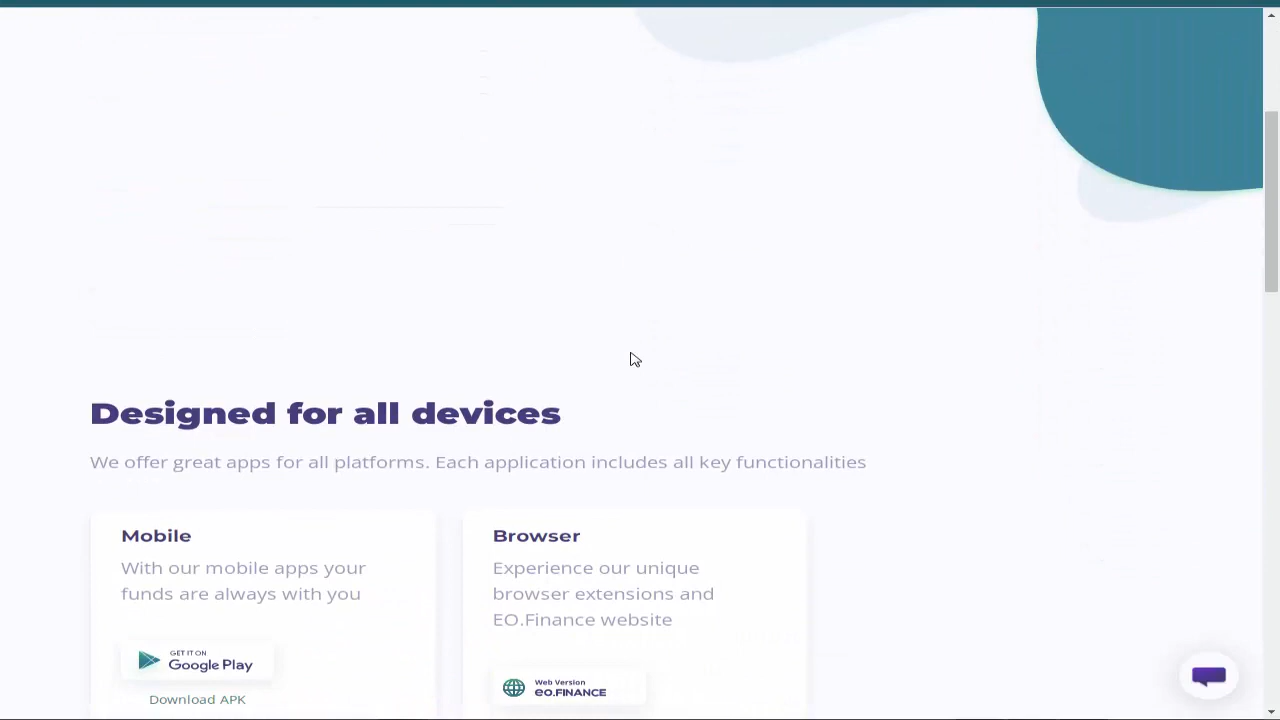 Designed for all devices
We offer great apps for all platforms. Each application includes all key functionalities
Mobile
With our mobile apps your
funds are always with you
GET IT ON
Google Play
Download APK
Browser
Experience our unique
browser extensions and
EO.Finance website
Web Version
eO.FINANCE